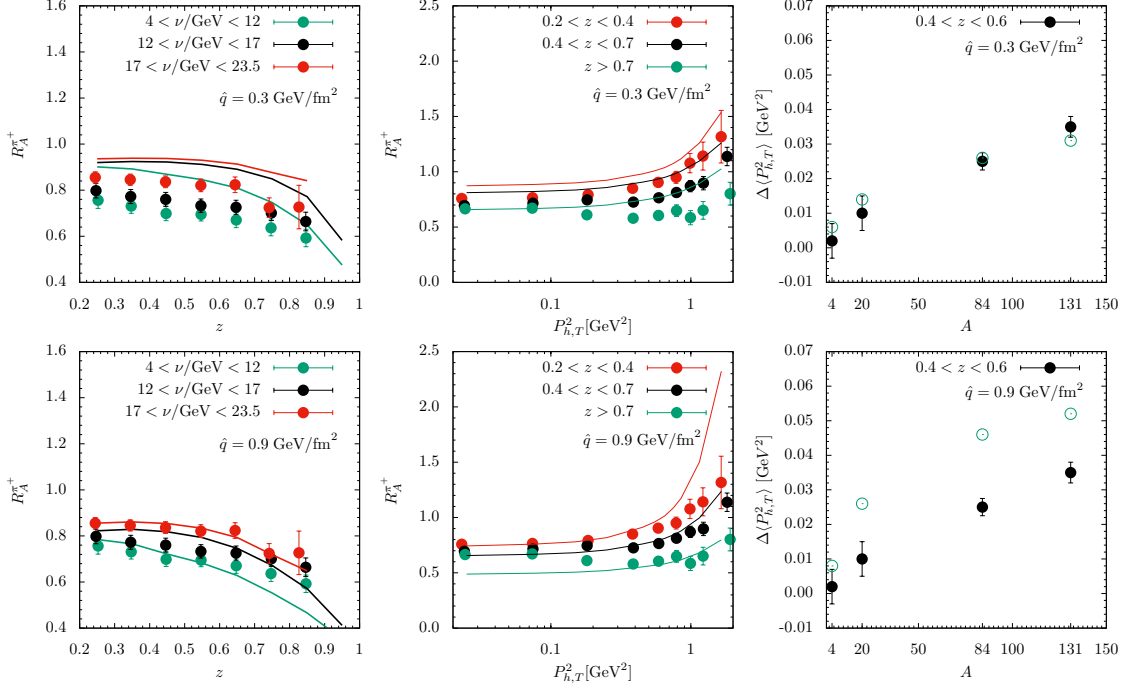 1.6
1.4
1.2
1.0
0.8
0.6
0.4
R_A^{π^+}
0.2 0.3 0.4 0.5 0.6 0.7 0.8 0.9 1
z
4 < ν/GeV < 12
12 < ν/GeV < 17
17 < ν/GeV < 23.5
q̂ = 0.3 GeV/fm²
2.5
2.0
1.5
1.0
0.5
0.0
R_A^{π^+}
0.1 1
P_{h,T}^2[GeV²]
0.2 < z < 0.4
0.4 < z < 0.7
z > 0.7
q̂ = 0.3 GeV/fm²
0.07
0.06
0.05
0.04
0.03
0.02
0.01
0.00
-0.01
Δ⟨P_{h,T}^2⟩ [GeV²]
4 20 50 84 100 131 150
A
0.4 < z < 0.6
q̂ = 0.3 GeV/fm²
1.6
1.4
1.2
1.0
0.8
0.6
0.4
R_A^{π^+}
0.2 0.3 0.4 0.5 0.6 0.7 0.8 0.9 1
z
4 < ν/GeV < 12
12 < ν/GeV < 17
17 < ν/GeV < 23.5
q̂ = 0.9 GeV/fm²
2.5
2.0
1.5
1.0
0.5
0.0
R_A^{π^+}
0.1 1
P_{h,T}^2[GeV²]
0.2 < z < 0.4
0.4 < z < 0.7
z > 0.7
q̂ = 0.9 GeV/fm²
0.07
0.06
0.05
0.04
0.03
0.02
0.01
0.00
-0.01
Δ⟨P_{h,T}^2⟩ [GeV²]
4 20 50 84 100 131 150
A
0.4 < z < 0.6
q̂ = 0.9 GeV/fm²